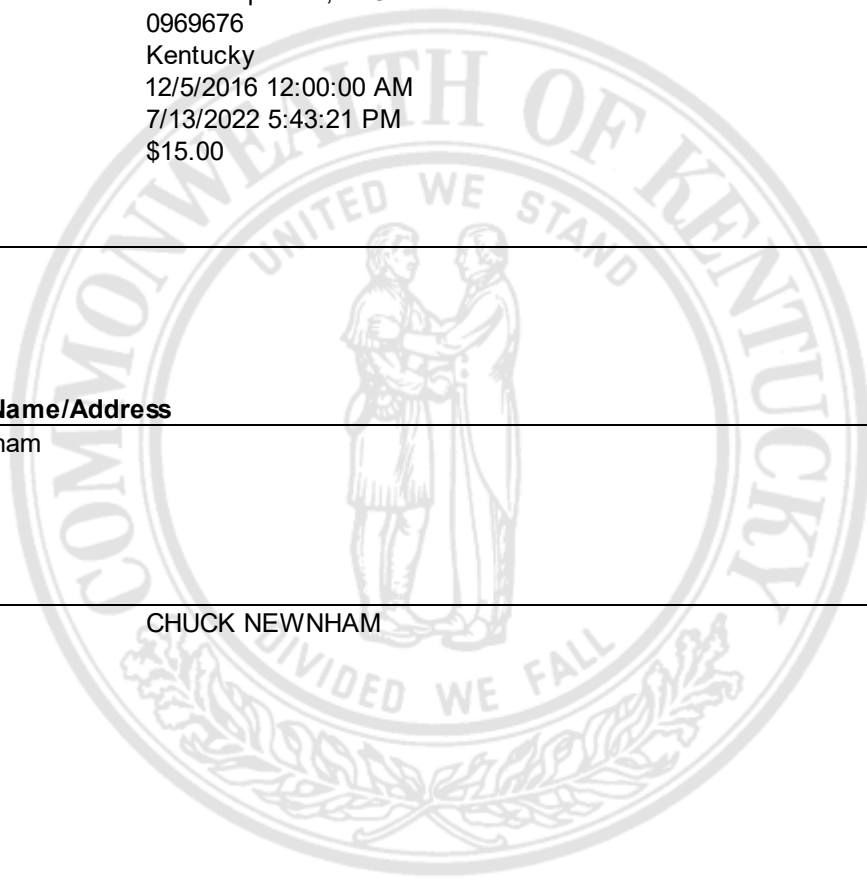 0969676
Kentucky
12/5/2016 12:00:00 AM
7/13/2022 5:43:21 PM
$15.00
COMMONWEALTH OF KENTUCKY
UNITED WE STAND
Name/Address
ham
CHUCK NEWNHAM
DIVIDED WE FALL